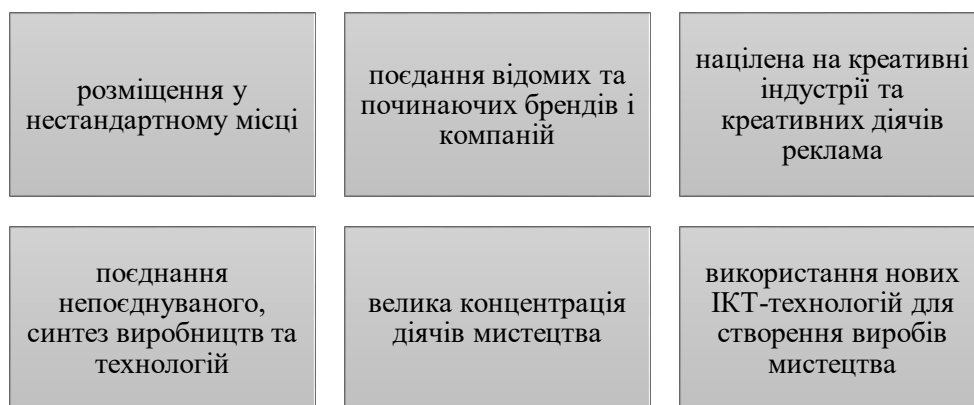 розміщення у
нестандартному місці
поєдання відомих та
починаючих брендів і
компаній
націлена на креативні
індустрії та
креативних діячів
реклама
поєднання
непоєднуваного,
синтез виробництв та
технологій
велика концентрація
діячів мистецтва
використання нових
ІКТ-технологій для
створення виробів
мистецтва